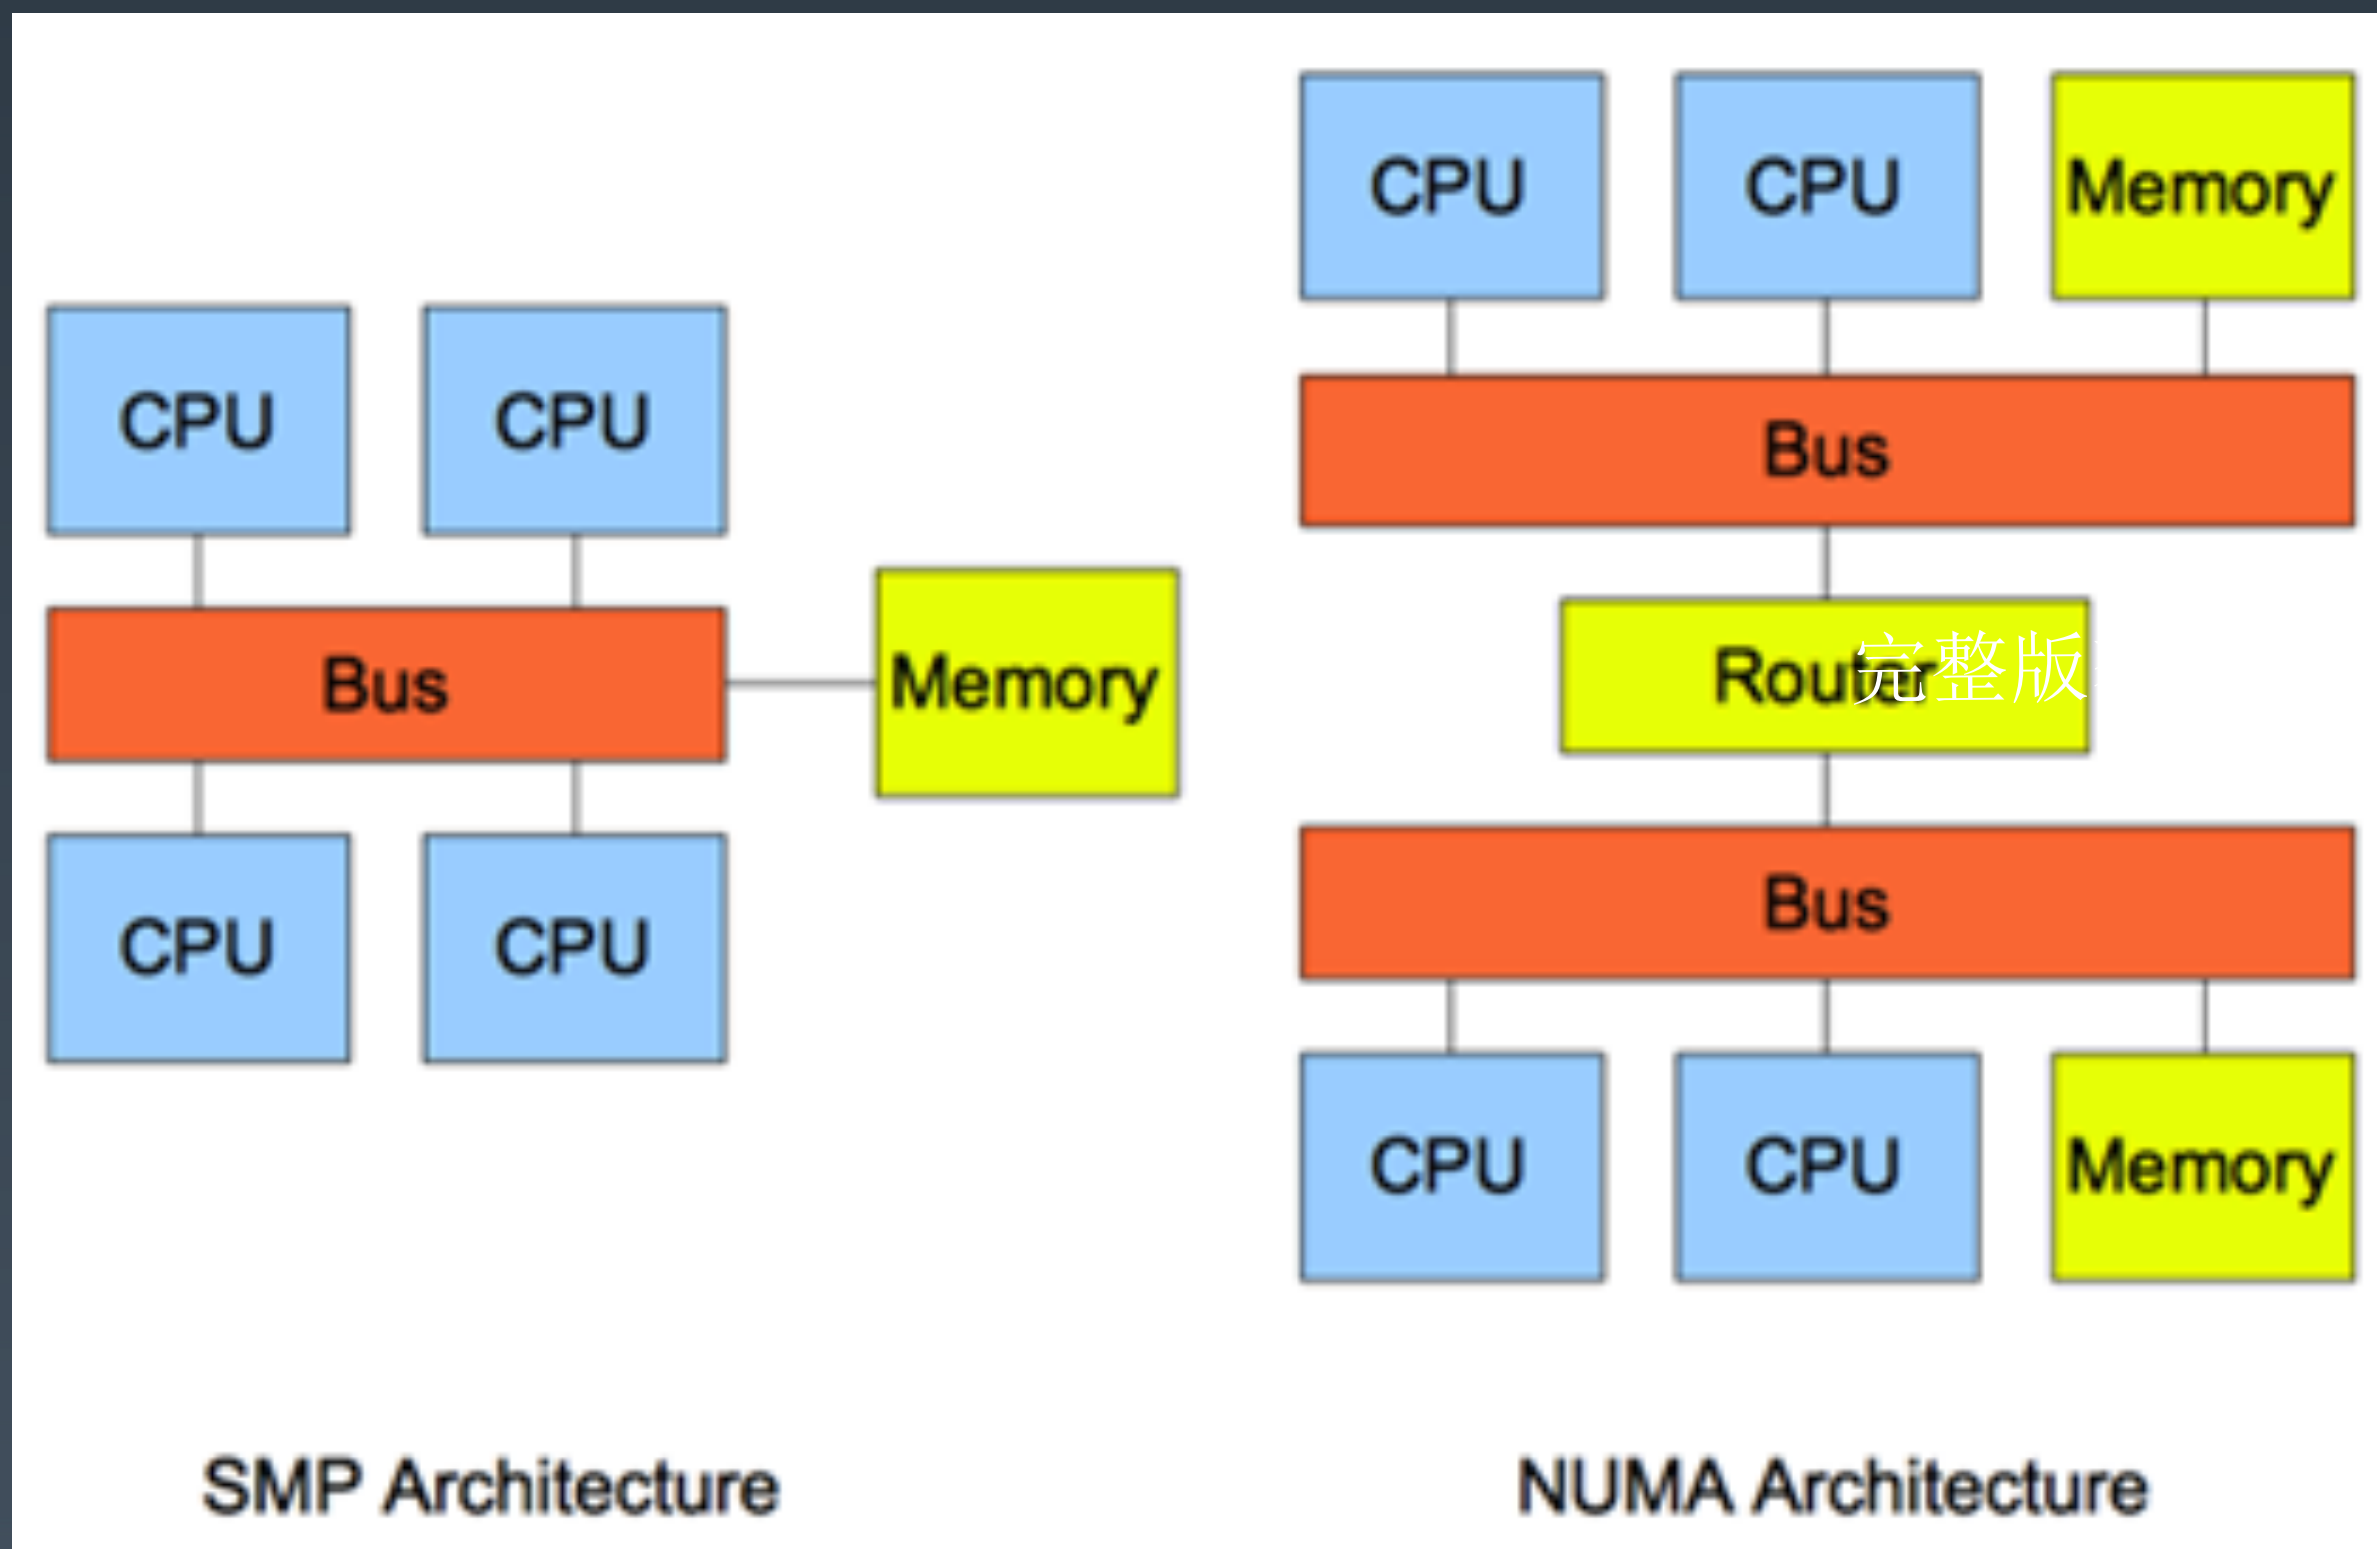 CPU CPU
Bus
Memory
CPU CPU
SMP Architecture
CPU CPU Memory
Bus
Router
完整版
Bus
CPU CPU Memory
NUMA Architecture